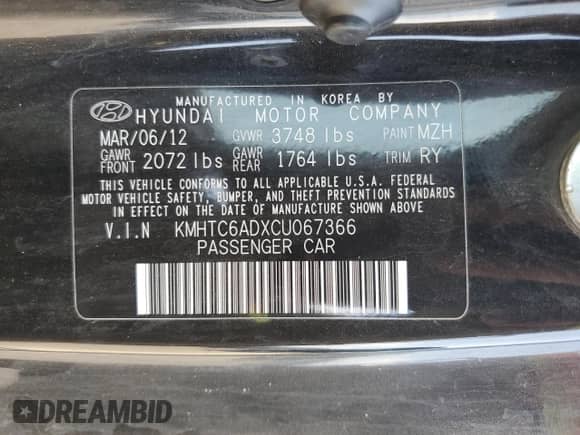 MANUFACTURED IN KOREA BY
HYUNDAI MOTOR COMPANY
MAR/06/12 GVWR 3748 lbs PAINT MZH
GAWR FRONT 2072 lbs GAWR REAR 1764 lbs TRIM RY
THIS VEHICLE CONFORMS TO ALL APPLICABLE U.S.A. FEDERAL
MOTOR VEHICLE SAFETY, BUMPER, AND THEFT PREVENTION STANDARDS
IN EFFECT ON THE DATE OF MANUFACTURE SHOWN ABOVE.
V.I.N KMHTC6ADXCU067366
PASSENGER CAR
DREAMBID